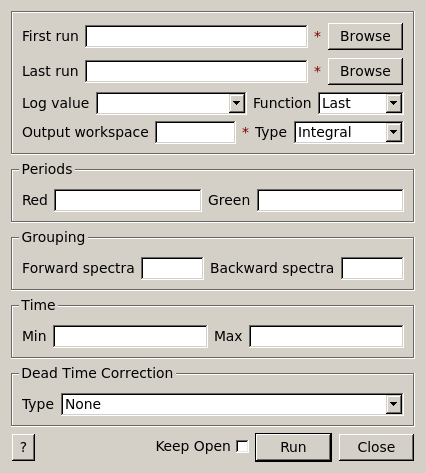 First run * Browse
Last run * Browse
Log value Function Last
Output workspace * Type Integral
Periods
Red Green
Grouping
Forward spectra Backward spectra
Time
Min Max
Dead Time Correction
Type None
? Keep Open Run Close